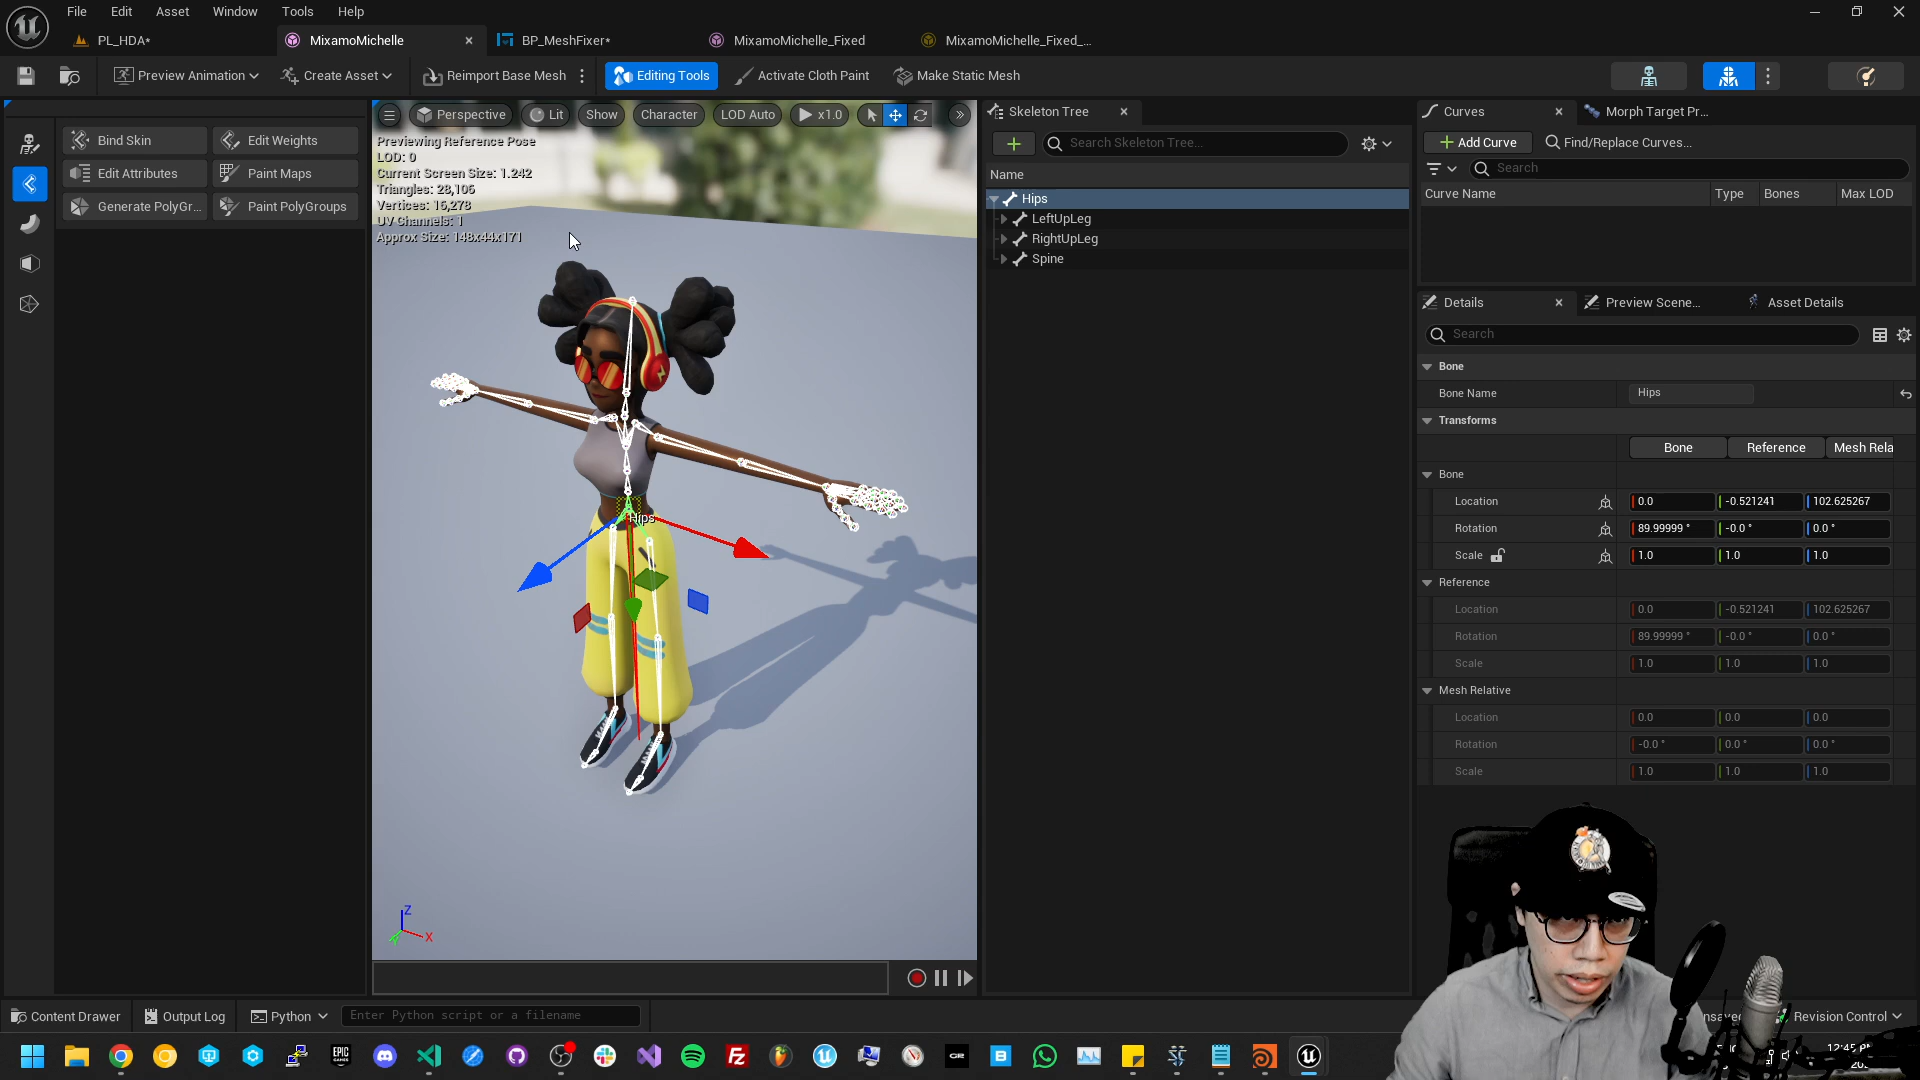 File Edit Asset Window Tools Help
PL_HDA* MixamoMichelle BP_MeshFixer* MixamoMichelle_Fixed MixamoMichelle_Fixed_...
Preview Animation Create Asset Reimport Base Mesh Editing Tools Activate Cloth Paint Make Static Mesh
Bind Skin Edit Weights
Edit Attributes Paint Maps
Generate PolyGr... Paint PolyGroups
Perspective Lit Show Character LOD Auto x1.0
Previewing Reference Pose
LOD: 0
Current Screen Size: 1.242
Triangles: 28,106
Vertices: 16,278
UV Channels: 1
Approx Size: 148x44x171
Hips
Z
X
Skeleton Tree
Search Skeleton Tree...
Name
Hips
LeftUpLeg
RightUpLeg
Spine
Curves Morph Target Pr...
Add Curve Find/Replace Curves...
Search
Curve Name Type Bones Max LOD
Details Preview Scene... Asset Details
Search
Bone
Bone Name Hips
Transforms
Bone Reference Mesh Rela
Bone
Location 0.0 -0.521241 102.625267
Rotation 89.99999 ° -0.0 ° 0.0 °
Scale 1.0 1.0 1.0
Reference
Location 0.0 -0.521241 102.625267
Rotation 89.99999 ° -0.0 ° 0.0 °
Scale 1.0 1.0 1.0
Mesh Relative
Location 0.0 0.0 0.0
Rotation -0.0 ° 0.0 ° 0.0 °
Scale 1.0 1.0 1.0
Content Drawer Output Log Python Enter Python script or a filename Revision Control
EPIC GAMES